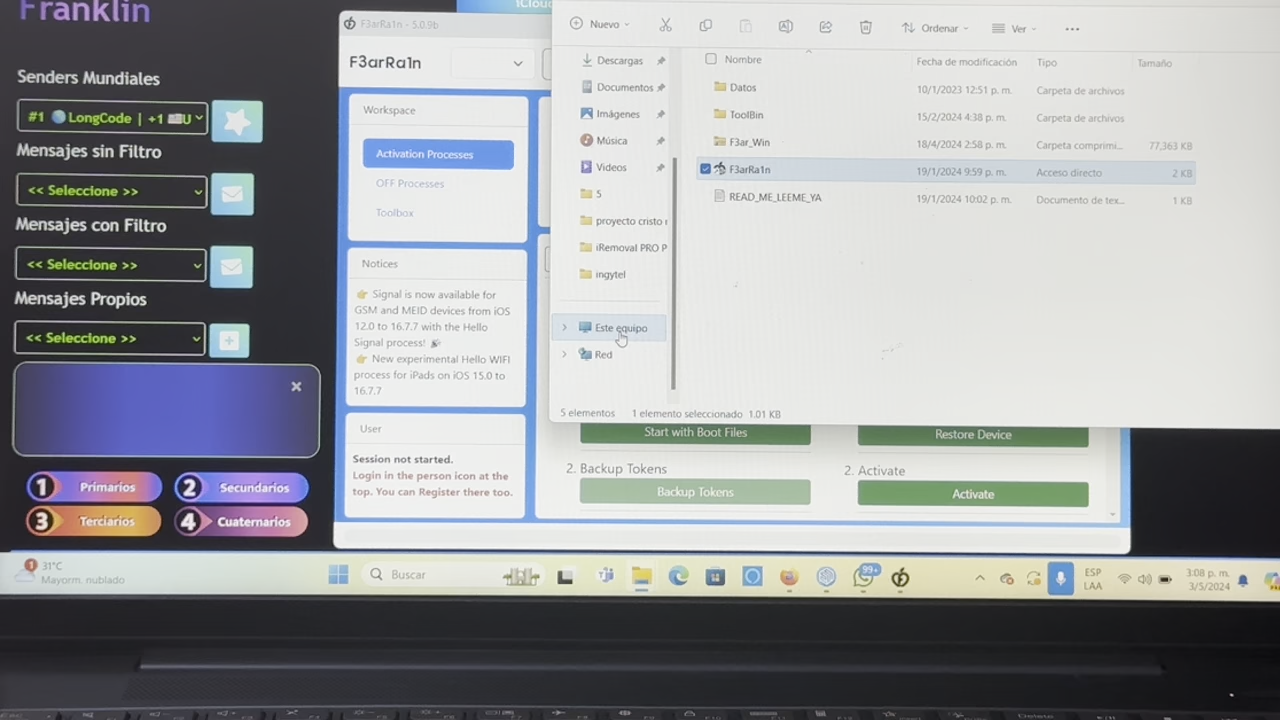 Franklin
Senders Mundiales
#1 LongCode | +1 U
Mensajes sin Filtro
<< Seleccione >>
Mensajes con Filtro
<< Seleccione >>
Mensajes Propios
<< Seleccione >>
×
1 Primarios
2 Secundarios
3 Terciarios
4 Cuaternarios
iClou
F3arRa1n - 5.0.9b
F3arRa1n
Workspace
Activation Processes
OFF Processes
Toolbox
Notices
👉 Signal is now available for
GSM and MEID devices from iOS
12.0 to 16.7.7 with the Hello
Signal process! 🎉
👉 New experimental Hello WIFI
process for iPads on iOS 15.0 to
16.7.7
User
Session not started.
Login in the person icon at the
top. You can Register there too.
Nuevo
Ordenar
Ver
Descargas
Documentos
Imágenes
Música
Videos
5
proyecto cristo r
iRemoval PRO P
ingytel
Este equipo
Red
Nombre Fecha de modificación Tipo Tamaño
Datos 10/1/2023 12:51 p. m. Carpeta de archivos
ToolBin 15/2/2024 4:38 p. m. Carpeta de archivos
F3ar_Win 18/4/2024 2:58 p. m. Carpeta comprimi... 77,363 KB
F3arRa1n 19/1/2024 9:59 p. m. Acceso directo 2 KB
READ_ME_LEEME_YA 19/1/2024 10:02 p. m. Documento de tex... 1 KB
5 elementos 1 elemento seleccionado 1.01 KB
Start with Boot Files
Restore Device
2. Backup Tokens
Backup Tokens
2. Activate
Activate
1
31°C
Mayorm. nublado
Buscar
99+
ESP
LAA
3:08 p. m.
3/5/2024